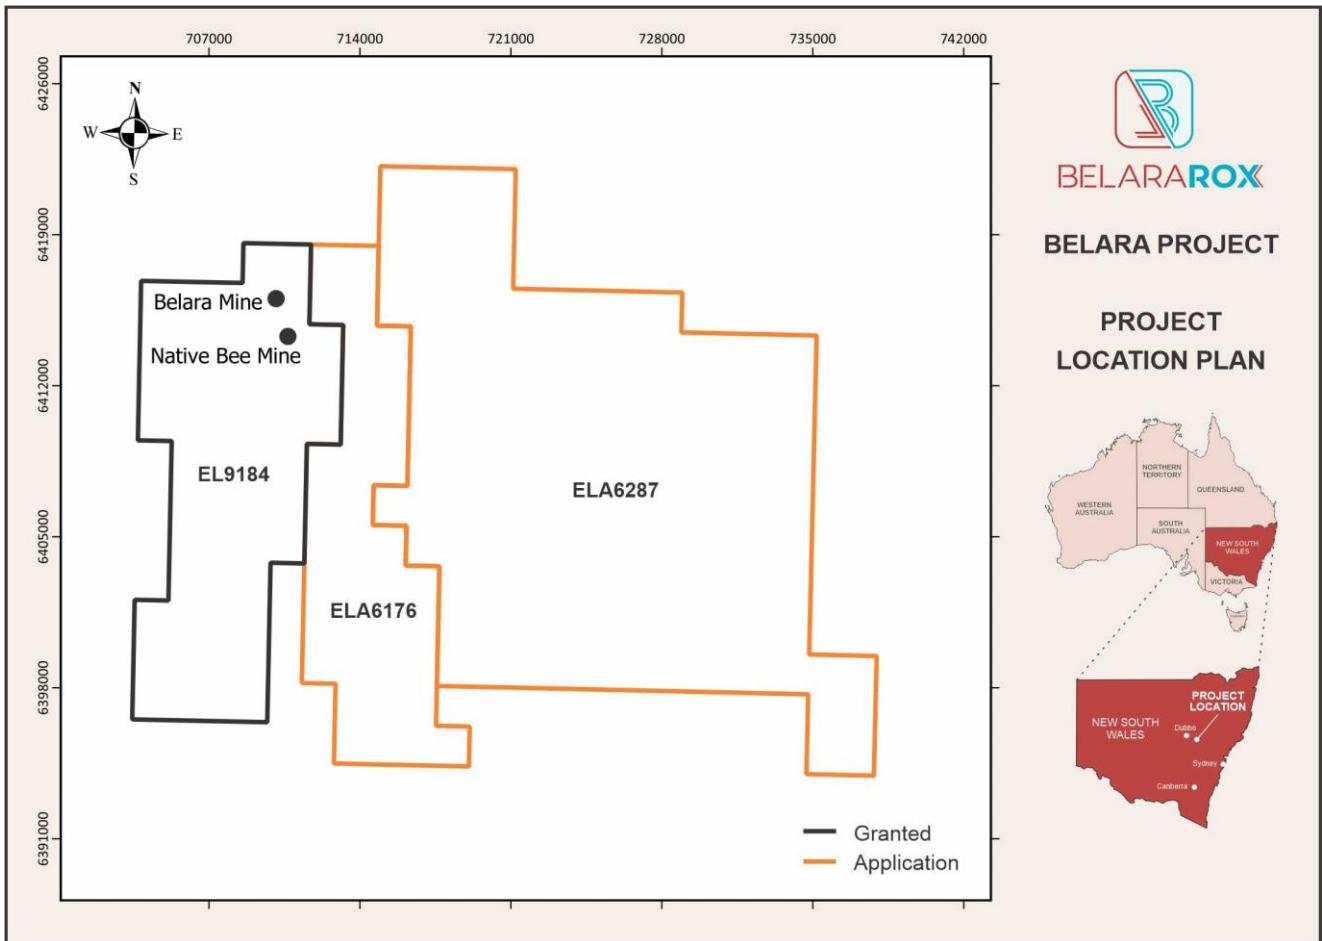 707000
714000
721000
728000
735000
742000
6426000
6419000
6412000
6405000
6398000
6391000
N
W
E
S
Belara Mine
Native Bee Mine
EL9184
ELA6287
ELA6176
Granted
Application
BELARAROX
BELARA PROJECT
PROJECT
LOCATION PLAN
NORTHERN
TERRITORY
QUEENSLAND
WESTERN
AUSTRALIA
SOUTH
AUSTRALIA
NEW SOUTH
WALES
VICTORIA
PROJECT
LOCATION
NEW SOUTH
WALES
Dubbo
Sydney
Canberra